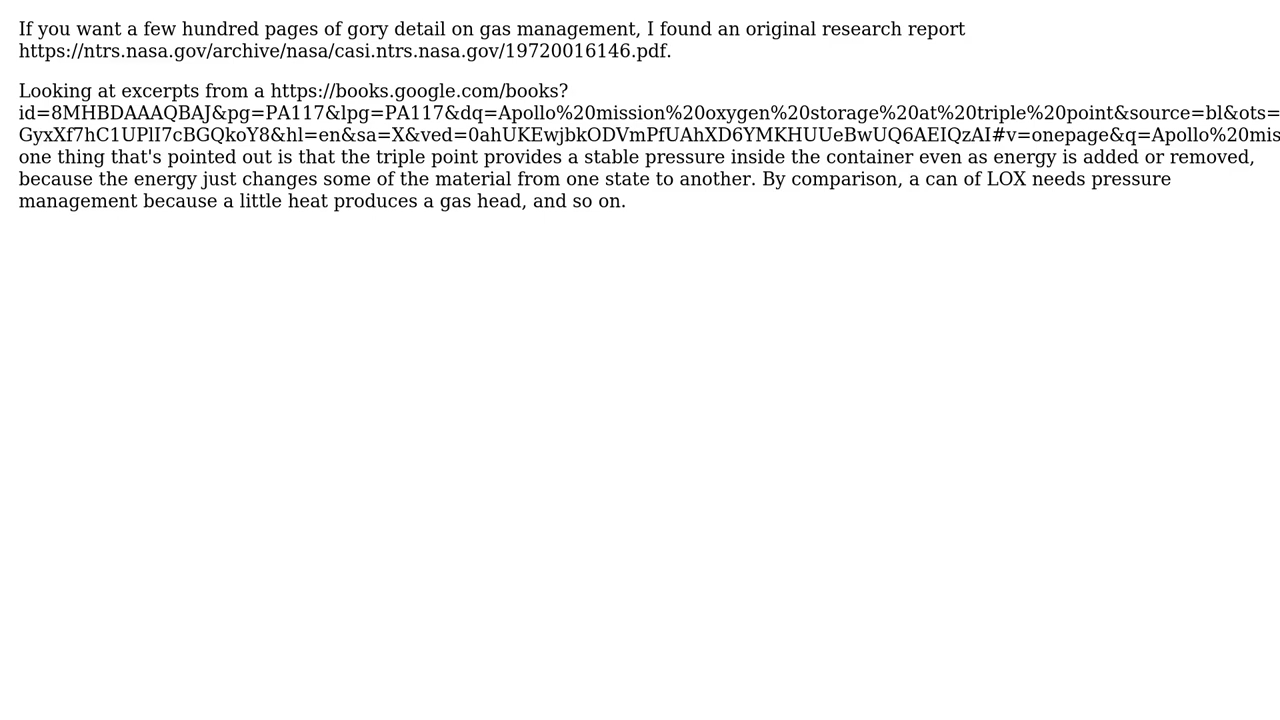 If you want a few hundred pages of gory detail on gas management, I found an original research report
https://ntrs.nasa.gov/archive/nasa/casi.ntrs.nasa.gov/19720016146.pdf.
Looking at excerpts from a https://books.google.com/books?
id=8MHBDAAAQBAJ&pg=PA117&lpg=PA117&dq=Apollo%20mission%20oxygen%20storage%20at%20triple%20point&source=bl&ots=
GyxXf7hC1UPlI7cBGQkoY8&hl=en&sa=X&ved=0ahUKEwjbkODVmPfUAhXD6YMKHUUeBwUQ6AEIQzAI#v=onepage&q=Apollo%20mis
one thing that's pointed out is that the triple point provides a stable pressure inside the container even as energy is added or removed,
because the energy just changes some of the material from one state to another. By comparison, a can of LOX needs pressure
management because a little heat produces a gas head, and so on.